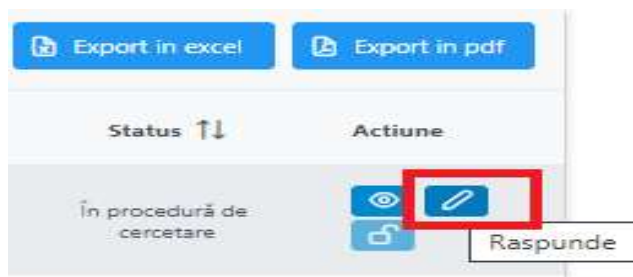 Export in excel
Export in pdf
Status
Actiune
În procedură de
cercetare
Raspunde